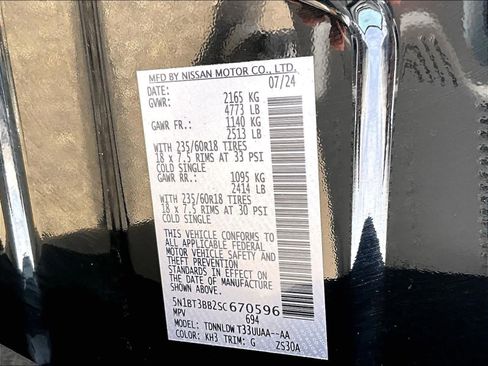 MFD BY NISSAN MOTOR CO., LTD.
DATE: 07/24
GVWR: 2165 KG
4773 LB
GAWR FR.: 1140 KG
2513 LB
WITH 235/60R18 TIRES
18 x 7.5 RIMS AT 33 PSI
COLD SINGLE
GAWR RR.: 1095 KG
2414 LB
WITH 235/60R18 TIRES
18 x 7.5 RIMS AT 30 PSI
COLD SINGLE
THIS VEHICLE CONFORMS TO
ALL APPLICABLE FEDERAL
MOTOR VEHICLE SAFETY AND
THEFT PREVENTION
STANDARDS IN EFFECT ON
THE DATE OF MANUFACTURE
SHOWN ABOVE.
5N1BT3BB2SC670596
MPV 694
MODEL: TDNNLDW T33UUAA--AA
COLOR: KH3 TRIM: G ZS30A